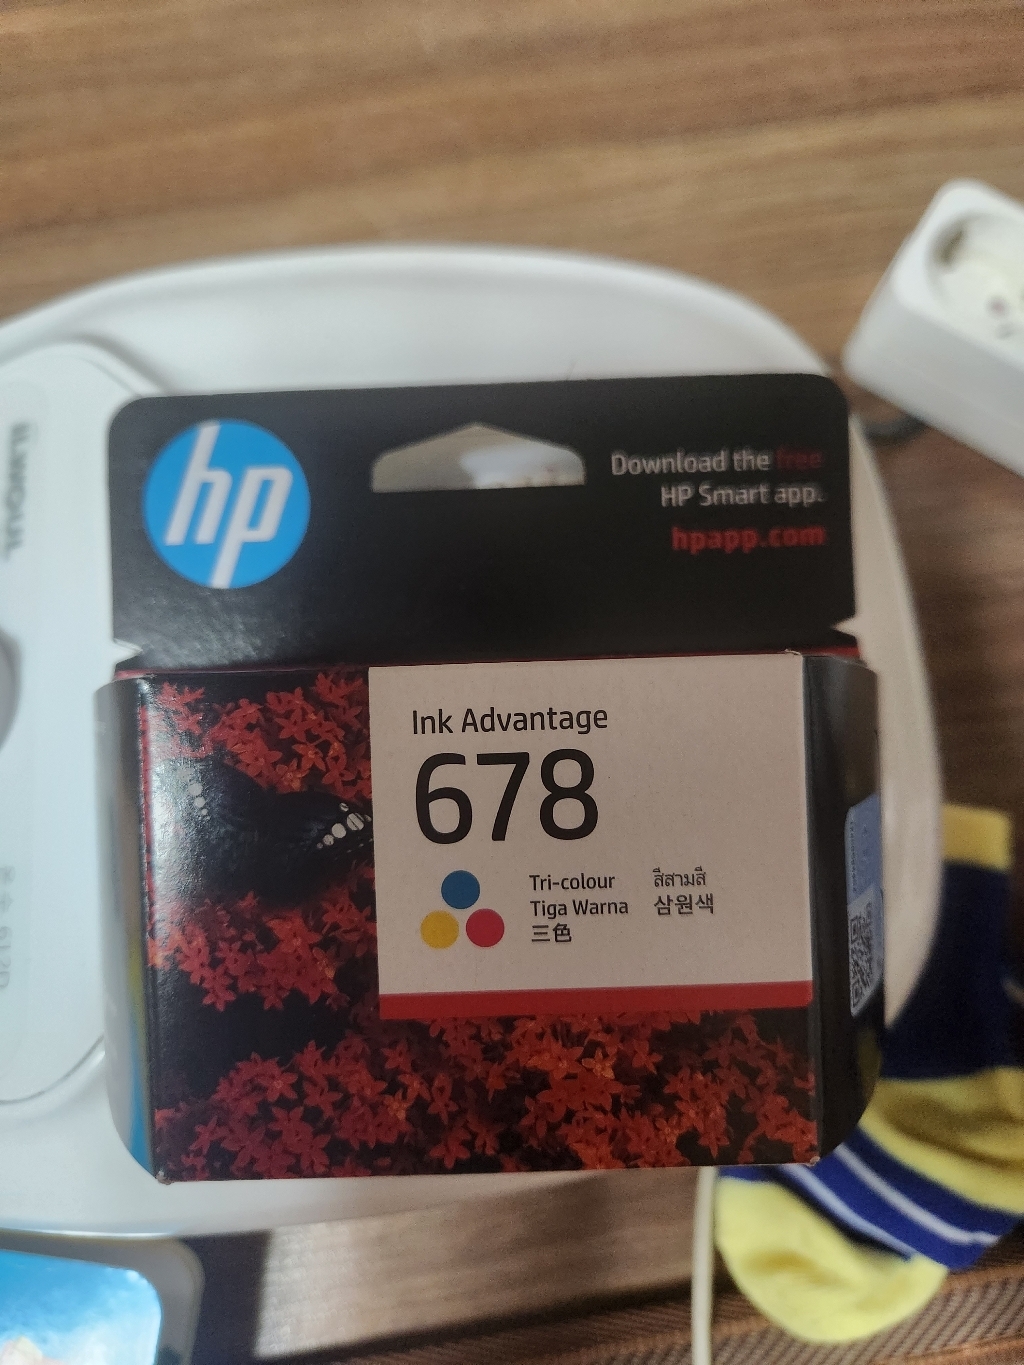 hp
Download the free
HP Smart app.
hpapp.com
Ink Advantage
678
Tri-colour
Tiga Warna
三色
สีสามสี
삼원색